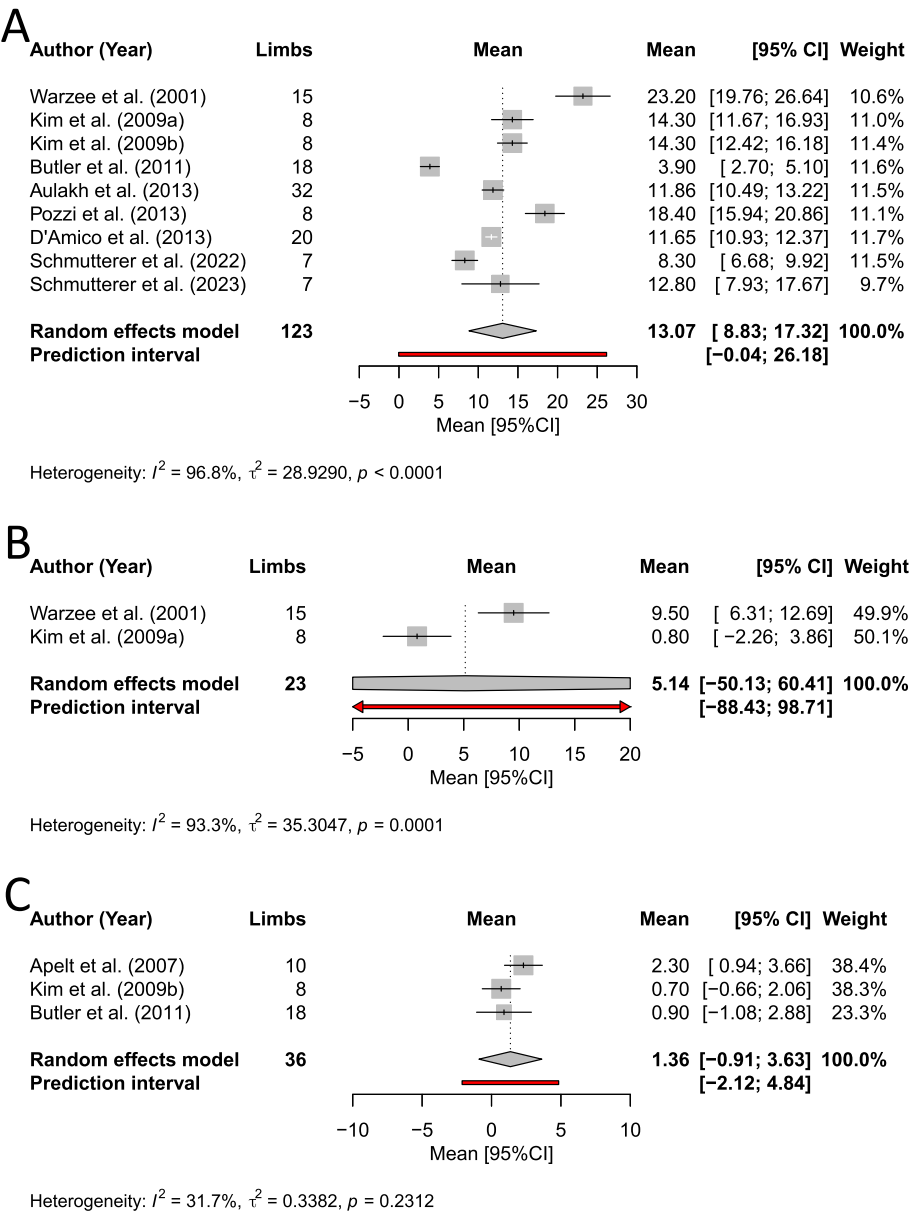 A
Author (Year) Limbs Mean Mean [95% CI] Weight
Warzee et al. (2001) 15 23.20 [19.76; 26.64] 10.6%
Kim et al. (2009a) 8 14.30 [11.67; 16.93] 11.0%
Kim et al. (2009b) 8 14.30 [12.42; 16.18] 11.4%
Butler et al. (2011) 18 3.90 [ 2.70; 5.10] 11.6%
Aulakh et al. (2013) 32 11.86 [10.49; 13.22] 11.5%
Pozzi et al. (2013) 8 18.40 [15.94; 20.86] 11.1%
D'Amico et al. (2013) 20 11.65 [10.93; 12.37] 11.7%
Schmutterer et al. (2022) 7 8.30 [ 6.68; 9.92] 11.5%
Schmutterer et al. (2023) 7 12.80 [ 7.93; 17.67] 9.7%
Random effects model 123 13.07 [ 8.83; 17.32] 100.0%
Prediction interval [−0.04; 26.18]
−5 0 5 10 15 20 25 30
Mean [95%CI]
Heterogeneity: I² = 96.8%, τ² = 28.9290, p < 0.0001
B
Author (Year) Limbs Mean Mean [95% CI] Weight
Warzee et al. (2001) 15 9.50 [ 6.31; 12.69] 49.9%
Kim et al. (2009a) 8 0.80 [ −2.26; 3.86] 50.1%
Random effects model 23 5.14 [−50.13; 60.41] 100.0%
Prediction interval [−88.43; 98.71]
−5 0 5 10 15 20
Mean [95%CI]
Heterogeneity: I² = 93.3%, τ² = 35.3047, p = 0.0001
C
Author (Year) Limbs Mean Mean [95% CI] Weight
Apelt et al. (2007) 10 2.30 [ 0.94; 3.66] 38.4%
Kim et al. (2009b) 8 0.70 [−0.66; 2.06] 38.3%
Butler et al. (2011) 18 0.90 [−1.08; 2.88] 23.3%
Random effects model 36 1.36 [−0.91; 3.63] 100.0%
Prediction interval [−2.12; 4.84]
−10 −5 0 5 10
Mean [95%CI]
Heterogeneity: I² = 31.7%, τ² = 0.3382, p = 0.2312